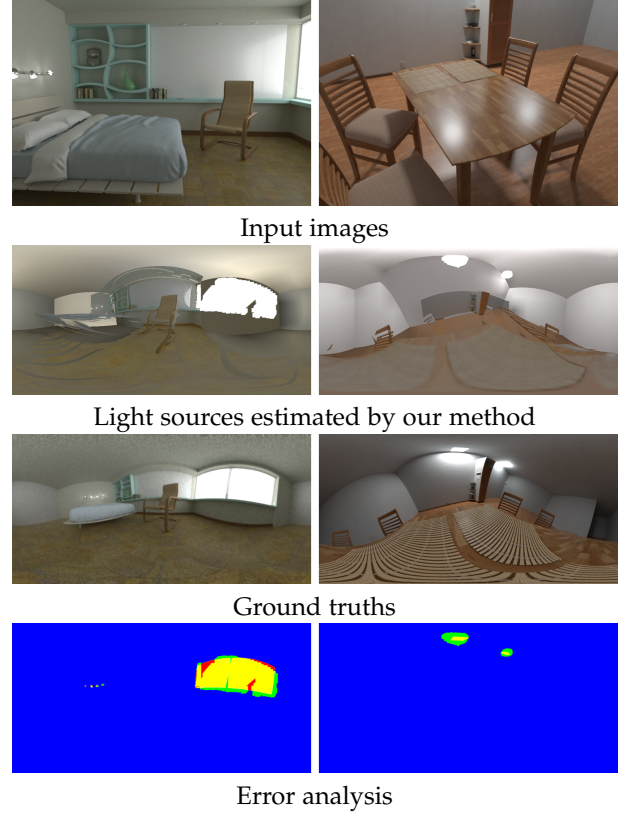 Input images
Light sources estimated by our method
Ground truths
Error analysis